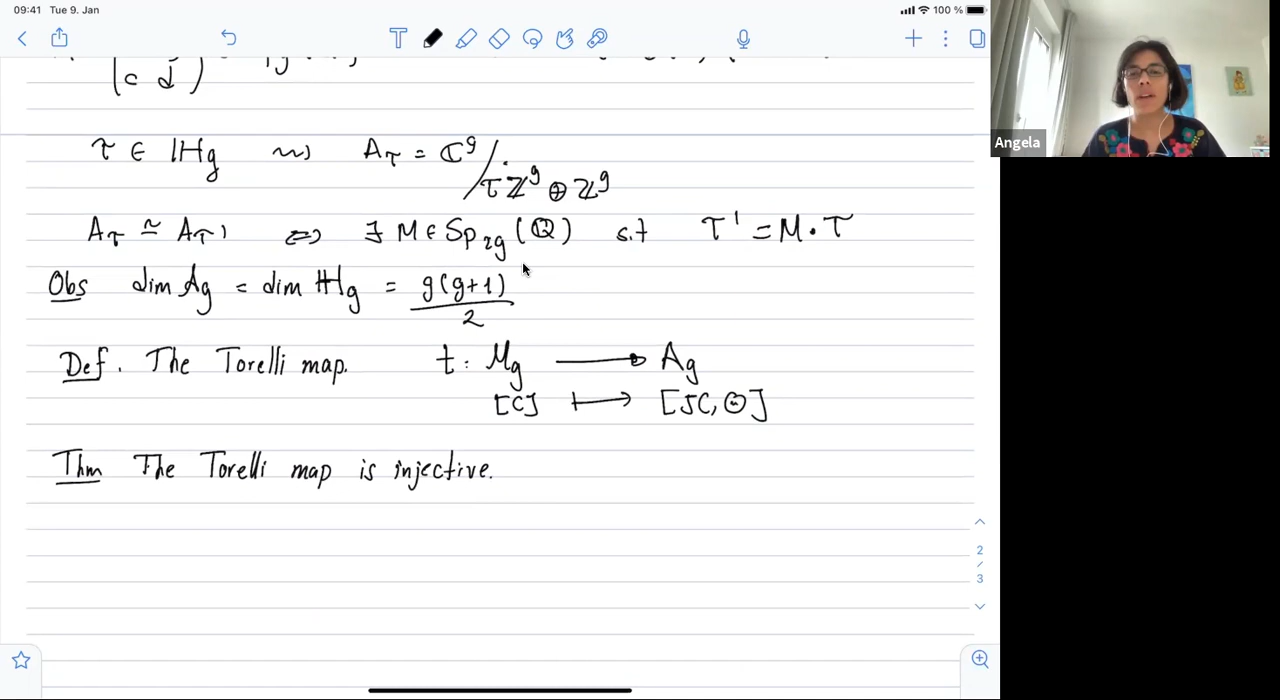 09:41 Tue 9. Jan 100 %
(c d)
τ ∈ ℍg ⇝ Aτ = ℂ^g / τℤ^g ⊕ ℤ^g
Aτ ≃ Aτ' ⇔ ∃ M ∈ Sp2g(ℚ) s.t τ' = M·τ
Obs dim Ag = dim ℍg = g(g+1)/2
Def. The Torelli map. t: Mg → Ag
[C] ↦ [JC, Θ]
Thm The Torelli map is injective.
Angela
2
/
3